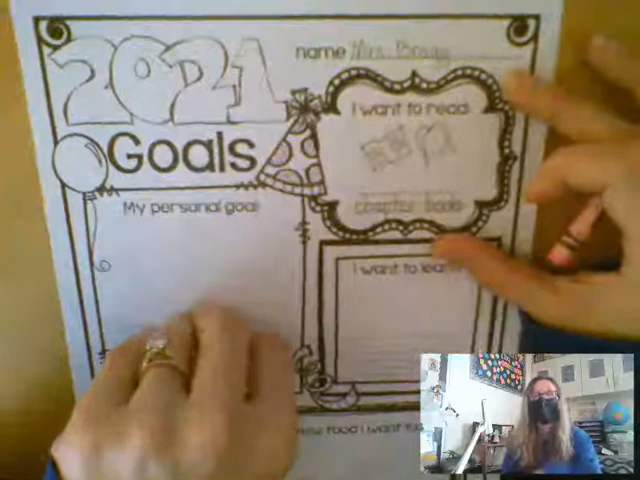 2021
name Mrs. Bragg
Goals
I want to read
chapter books
My personal goal
I want to learn
new food I want